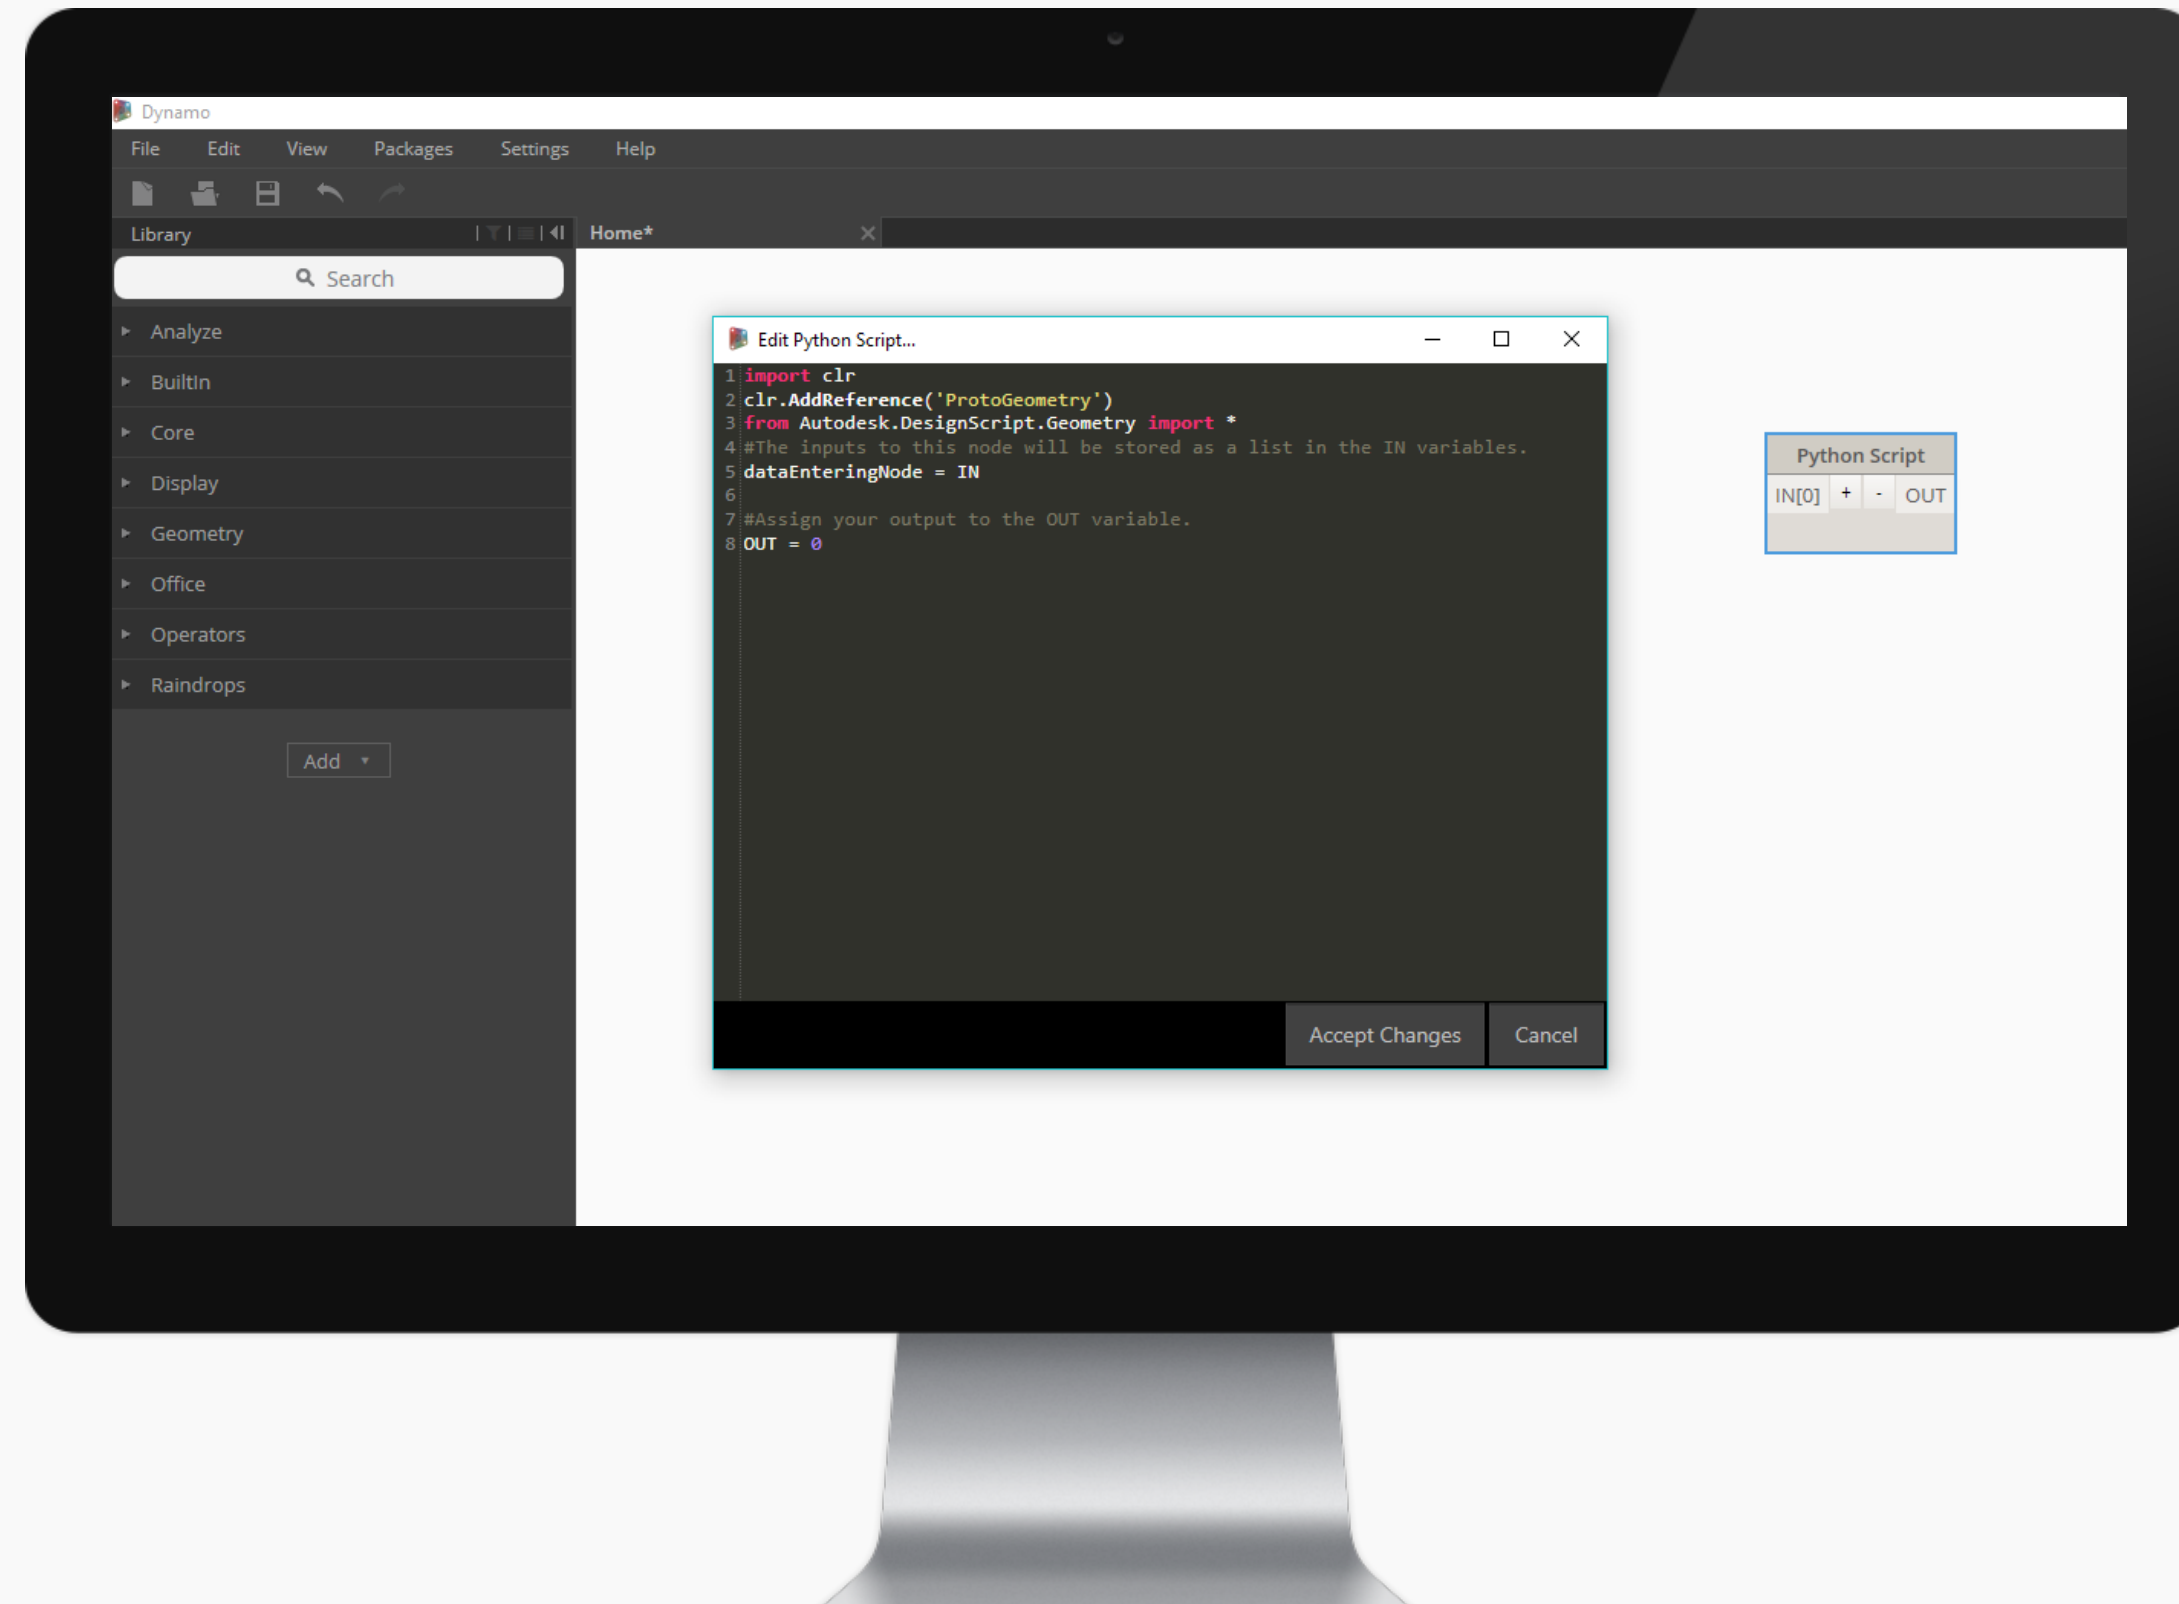 Dynamo
File Edit View Packages Settings Help
Library
Home*
Search
Analyze
BuiltIn
Core
Display
Geometry
Office
Operators
Raindrops
Add
Edit Python Script...
1 import clr
2 clr.AddReference('ProtoGeometry')
3 from Autodesk.DesignScript.Geometry import *
4 #The inputs to this node will be stored as a list in the IN variables.
5 dataEnteringNode = IN
6
7 #Assign your output to the OUT variable.
8 OUT = 0
Accept Changes Cancel
Python Script
IN[0] + - OUT